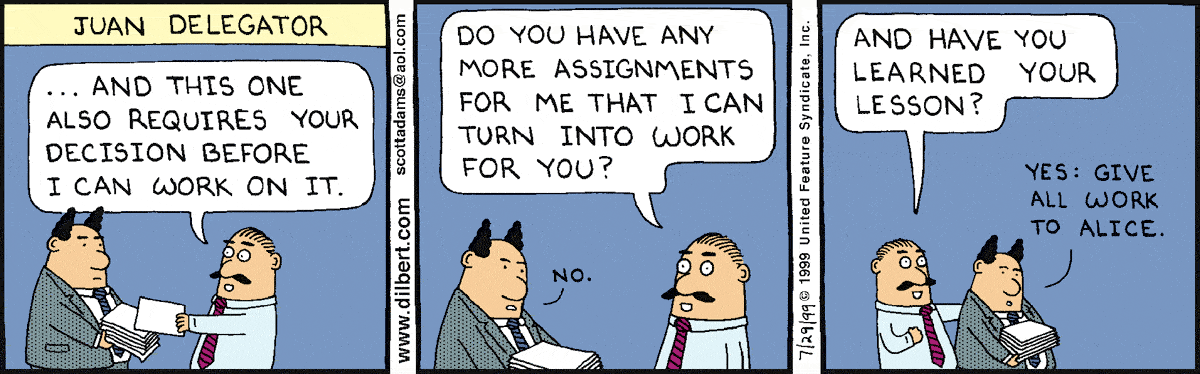 JUAN DELEGATOR
... AND THIS ONE
ALSO REQUIRES YOUR
DECISION BEFORE
I CAN WORK ON IT.
www.dilbert.com scottadams@aol.com
DO YOU HAVE ANY
MORE ASSIGNMENTS
FOR ME THAT I CAN
TURN INTO WORK
FOR YOU?
NO.
7/29/99 © 1999 United Feature Syndicate, Inc.
AND HAVE YOU
LEARNED YOUR
LESSON?
YES: GIVE
ALL WORK
TO ALICE.